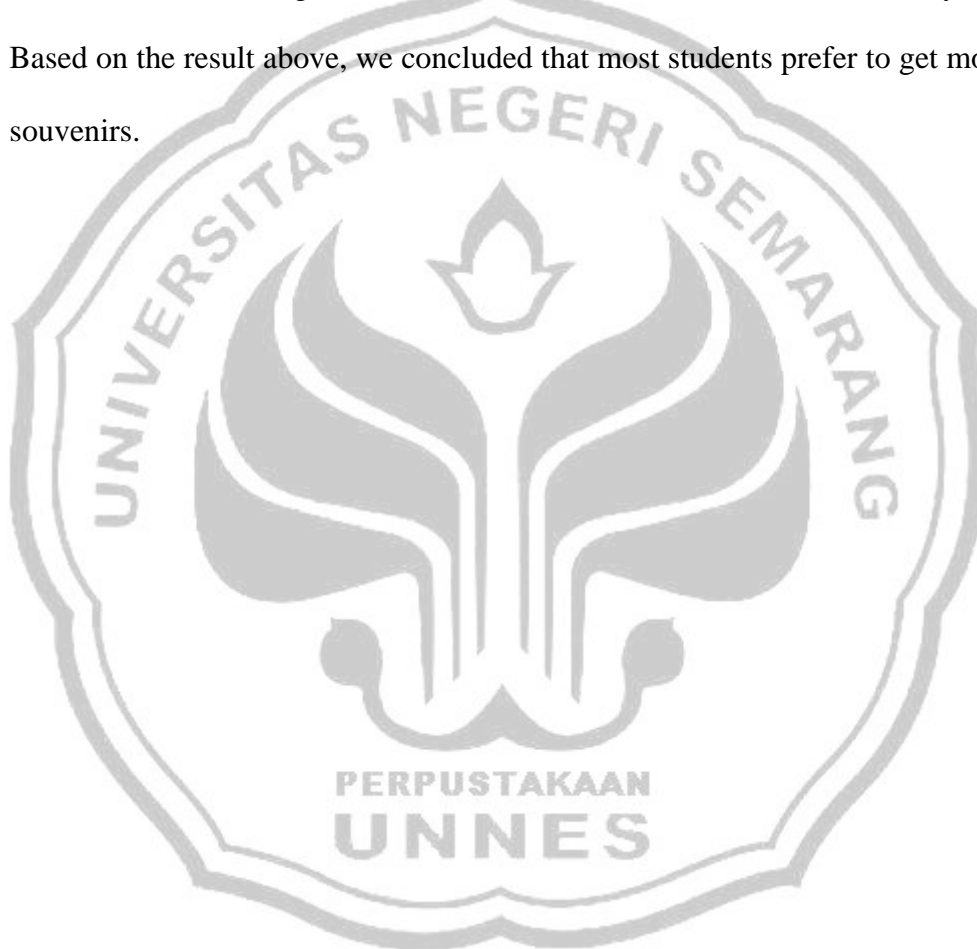 Based on the result above, we concluded that most students prefer to get
souvenirs.
UNIVERSITAS NEGERI SEMARANG
PERPUSTAKAAN
UNNES